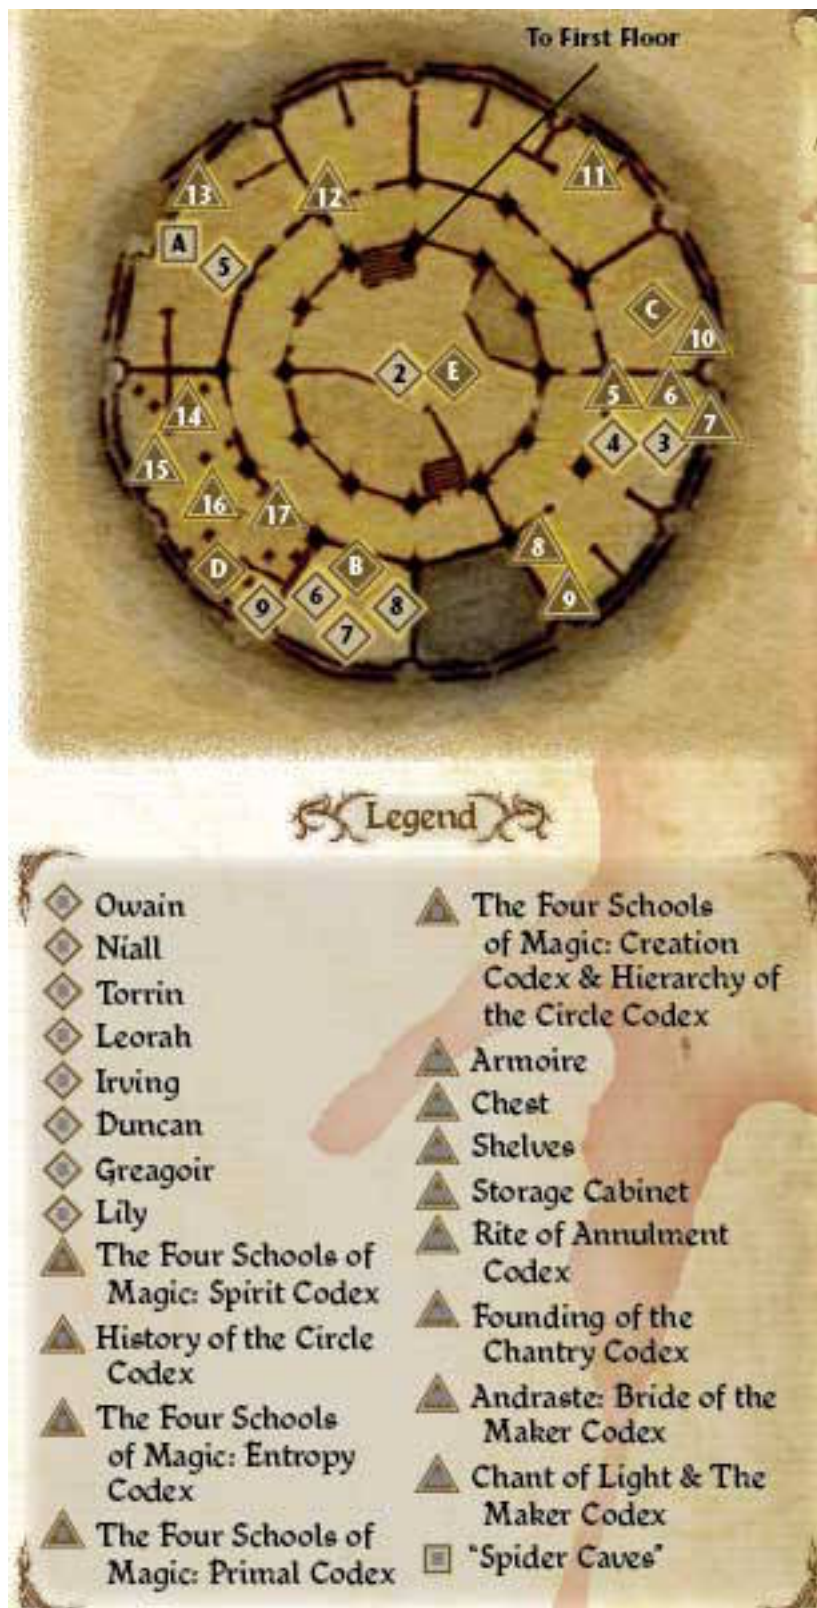 To First Floor
13
12
11
A
5
C
10
2
E
5
6
7
14
4
3
15
16
17
8
D
B
9
6
8
9
7
Legend
Owain
Niall
Torrin
Leorah
Irving
Duncan
Greagoir
Lily
The Four Schools of
Magic: Spirit Codex
History of the Circle
Codex
The Four Schools
of Magic: Entropy
Codex
The Four Schools of
Magic: Primal Codex
The Four Schools
of Magic: Creation
Codex & Hierarchy of
the Circle Codex
Armoire
Chest
Shelves
Storage Cabinet
Rite of Annulment
Codex
Founding of the
Chantry Codex
Andraste: Bride of the
Maker Codex
Chant of Light & The
Maker Codex
"Spider Caves"